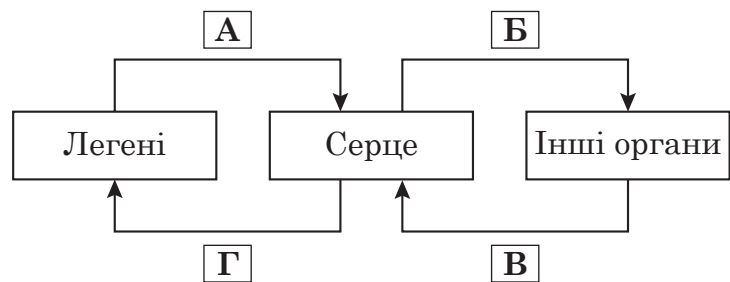 А
Б
Легені
Серце
Інші органи
Г
В